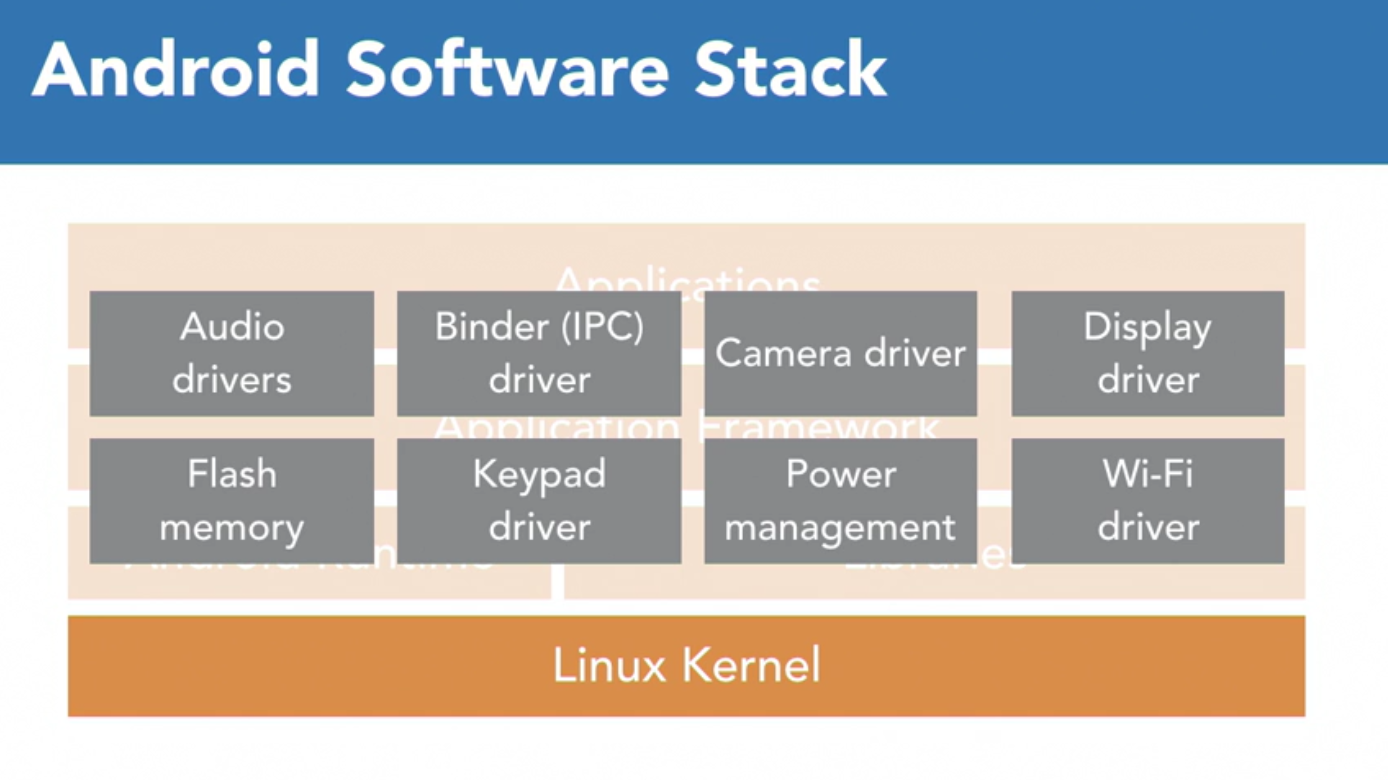 Android Software Stack
Applications
Audio
drivers
Binder (IPC)
driver
Camera driver
Display
driver
Application Framework
Flash
memory
Keypad
driver
Power
management
Wi-Fi
driver
Android Runtime
Libraries
Linux Kernel